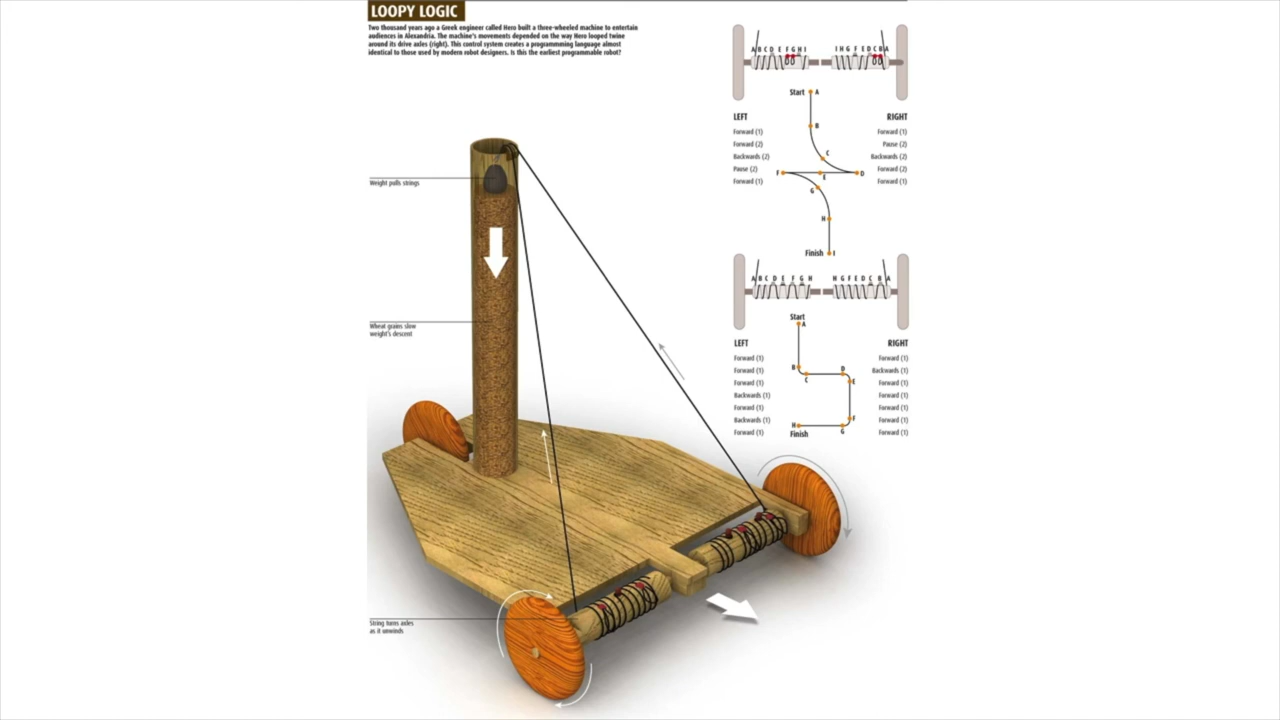 LOOPY LOGIC
Two thousand years ago a Greek engineer called Hero built a three-wheeled machine to entertain
audiences in Alexandria. The machine's movements depended on the way Hero looped twine
around its drive axles (right). This control system creates a programmming language almost
identical to those used by modern robot designers. Is this the earliest programmable robot?
Weight pulls strings
Wheat grains slow
weight's descent
String turns axles
as it unwinds
A B C D E F G H I
I H G F E D C B A
Start A
B
C
F E D
G
H
Finish I
LEFT
Forward (1)
Forward (2)
Backwards (2)
Pause (2)
Forward (1)
RIGHT
Forward (1)
Pause (2)
Backwards (2)
Forward (2)
Forward (1)
A B C D E F G H
H G F E D C B A
Start
A
B D
C E
H F
Finish G
LEFT
Forward (1)
Forward (1)
Forward (1)
Backwards (1)
Forward (1)
Backwards (1)
Forward (1)
RIGHT
Forward (1)
Backwards (1)
Forward (1)
Forward (1)
Forward (1)
Forward (1)
Forward (1)